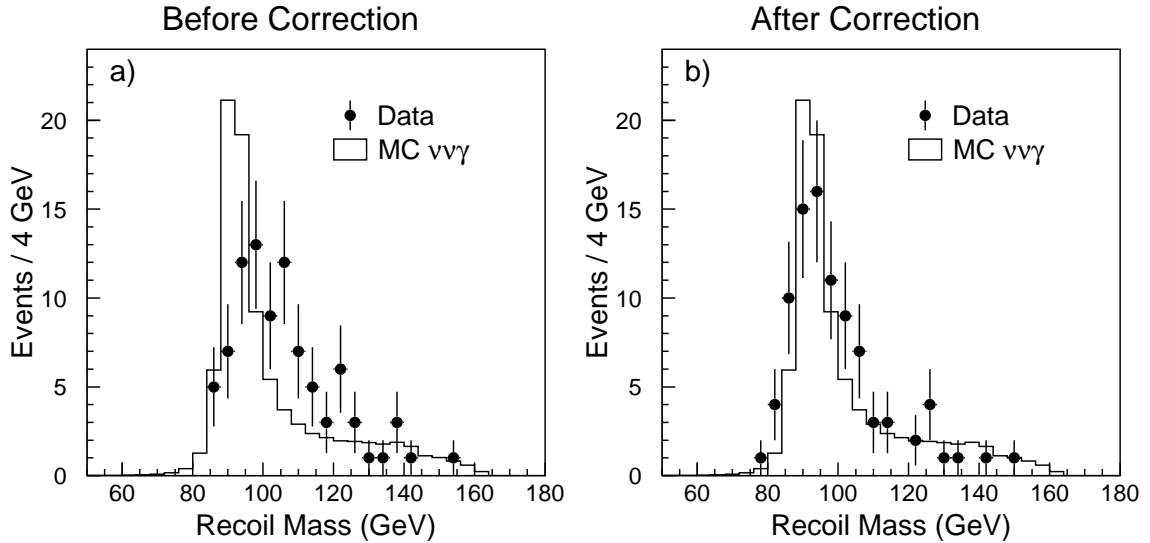 Before Correction
a)
Data
MC ννγ
Events / 4 GeV
0
5
10
15
20
60 80 100 120 140 160 180
Recoil Mass (GeV)
After Correction
b)
Data
MC ννγ
Events / 4 GeV
0
5
10
15
20
60 80 100 120 140 160 180
Recoil Mass (GeV)